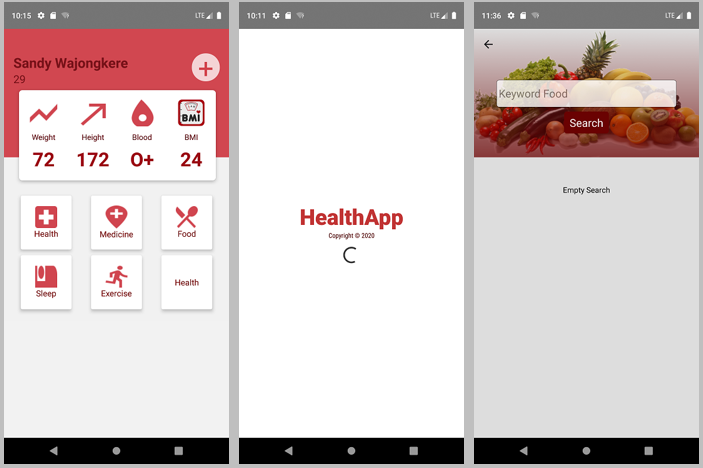 10:15
LTE
Sandy Wajongkere
29
Weight
Height
Blood
BMI
BMI
72
172
O+
24
Health
Medicine
Food
Sleep
Exercise
Health
10:11
LTE
HealthApp
Copyright © 2020
11:36
LTE
Keyword Food
Search
Empty Search